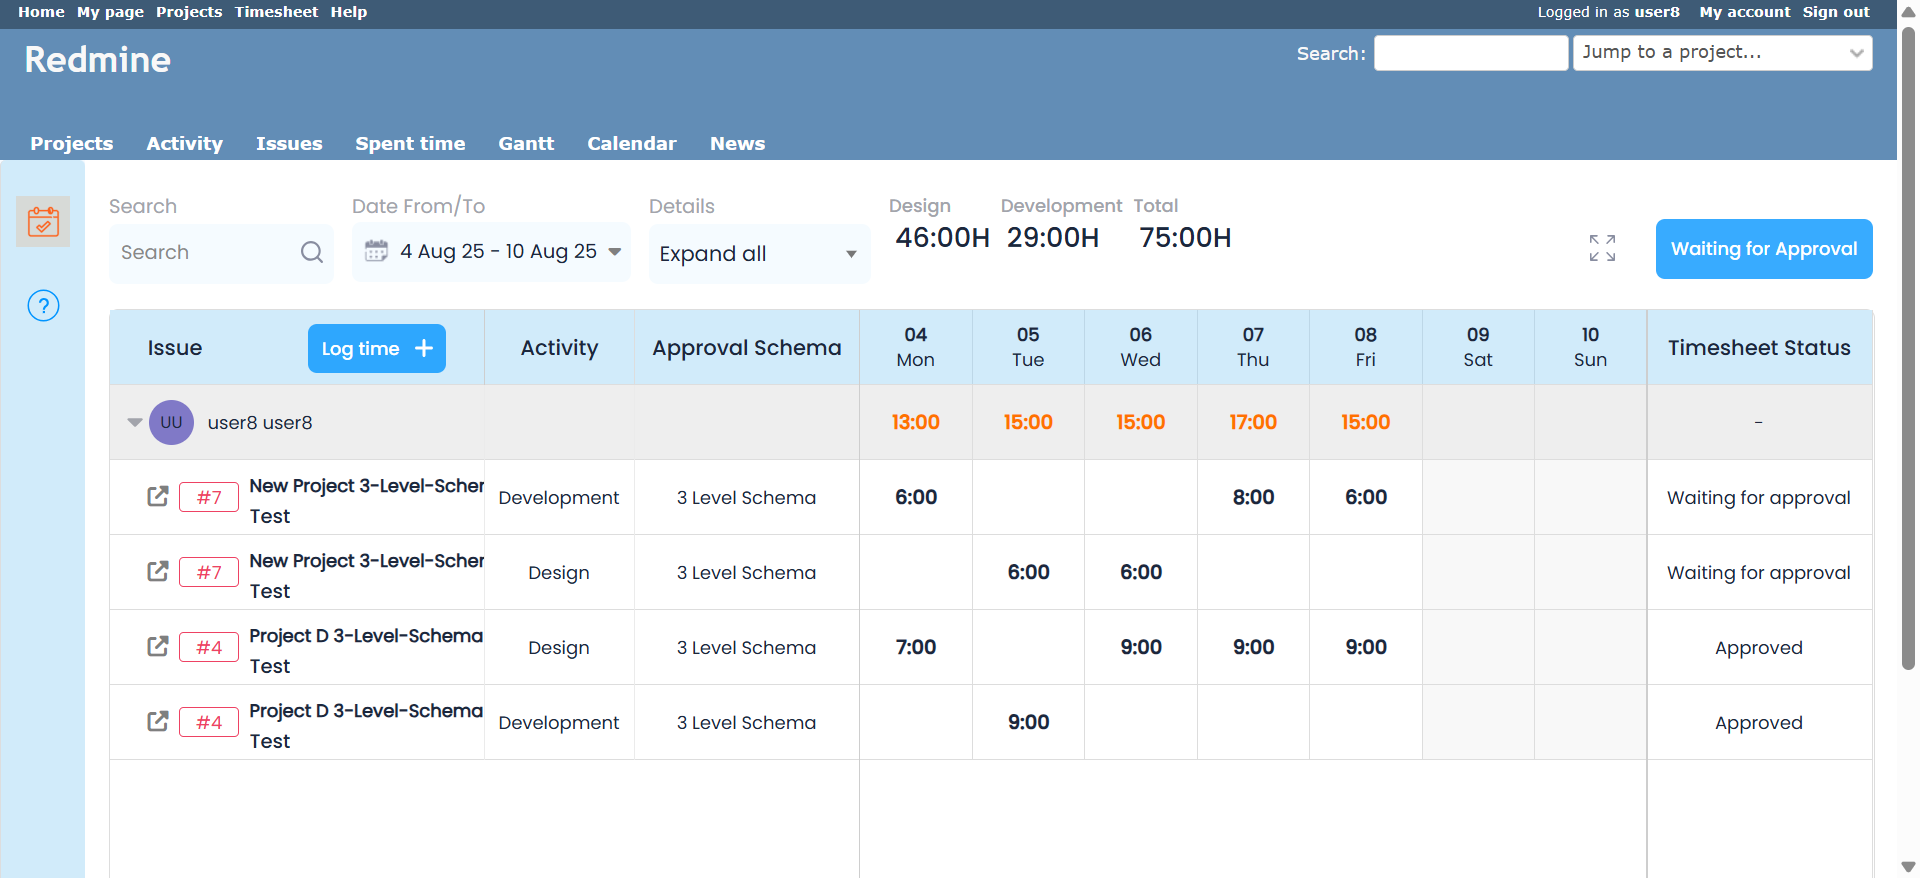 Home My page Projects Timesheet Help
Logged in as user8 My account Sign out
Redmine
Search:
Jump to a project...
Projects Activity Issues Spent time Gantt Calendar News
Search Date From/To Details Design Development Total
Search 4 Aug 25 - 10 Aug 25 Expand all 46:00H 29:00H 75:00H
Waiting for Approval
?
Issue Log time + Activity Approval Schema 04 Mon 05 Tue 06 Wed 07 Thu 08 Fri 09 Sat 10 Sun Timesheet Status
UU user8 user8 13:00 15:00 15:00 17:00 15:00 -
#7 New Project 3-Level-Scher Development 3 Level Schema 6:00 8:00 6:00 Waiting for approval
Test
#7 New Project 3-Level-Scher Design 3 Level Schema 6:00 6:00 Waiting for approval
Test
#4 Project D 3-Level-Schema Design 3 Level Schema 7:00 9:00 9:00 9:00 Approved
Test
#4 Project D 3-Level-Schema Development 3 Level Schema 9:00 Approved
Test